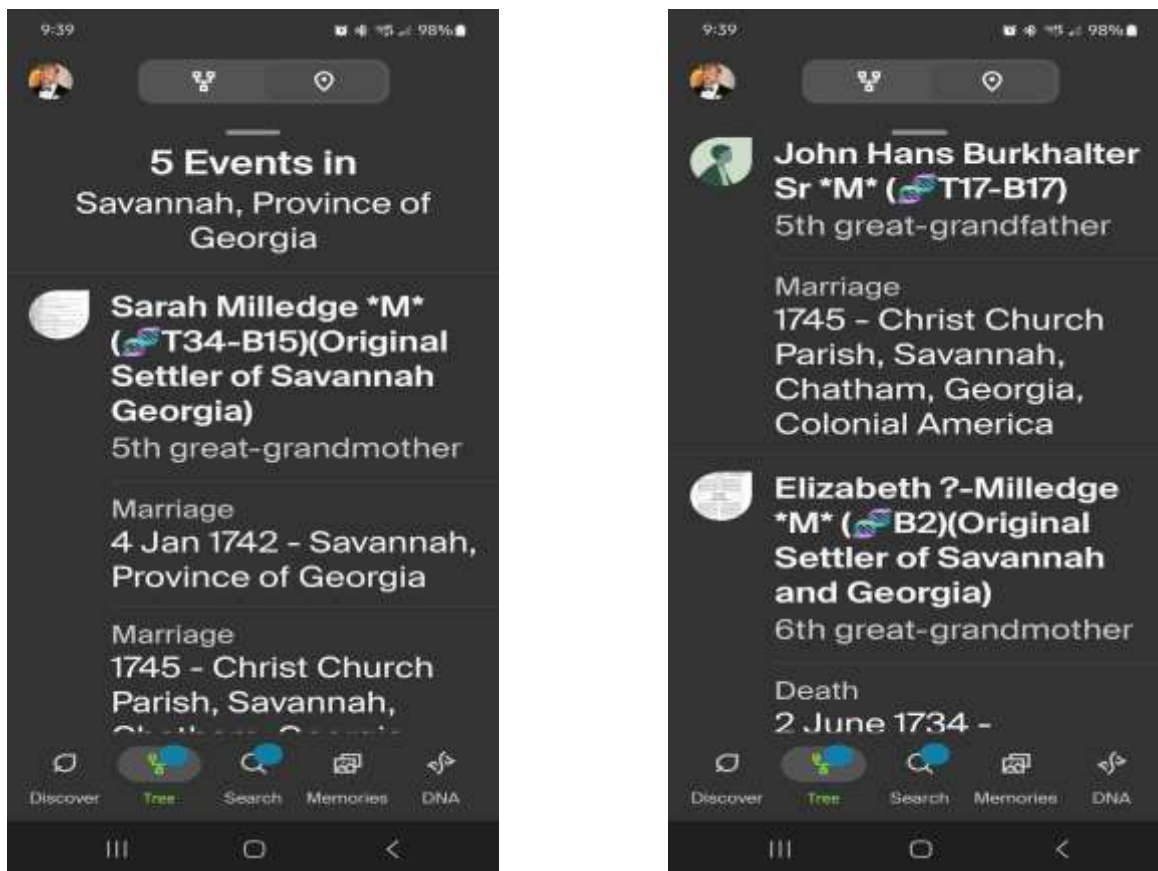 9:39
98%
5 Events in
Savannah, Province of
Georgia
Sarah Milledge *M*
(🧬T34-B15)(Original
Settler of Savannah
Georgia)
5th great-grandmother
Marriage
4 Jan 1742 - Savannah,
Province of Georgia
Marriage
1745 - Christ Church
Parish, Savannah,
Discover
Tree
Search
Memories
DNA
9:39
98%
John Hans Burkhalter
Sr *M* (🧬T17-B17)
5th great-grandfather
Marriage
1745 - Christ Church
Parish, Savannah,
Chatham, Georgia,
Colonial America
Elizabeth ?-Milledge
*M* (🧬B2)(Original
Settler of Savannah
and Georgia)
6th great-grandmother
Death
2 June 1734 -
Discover
Tree
Search
Memories
DNA